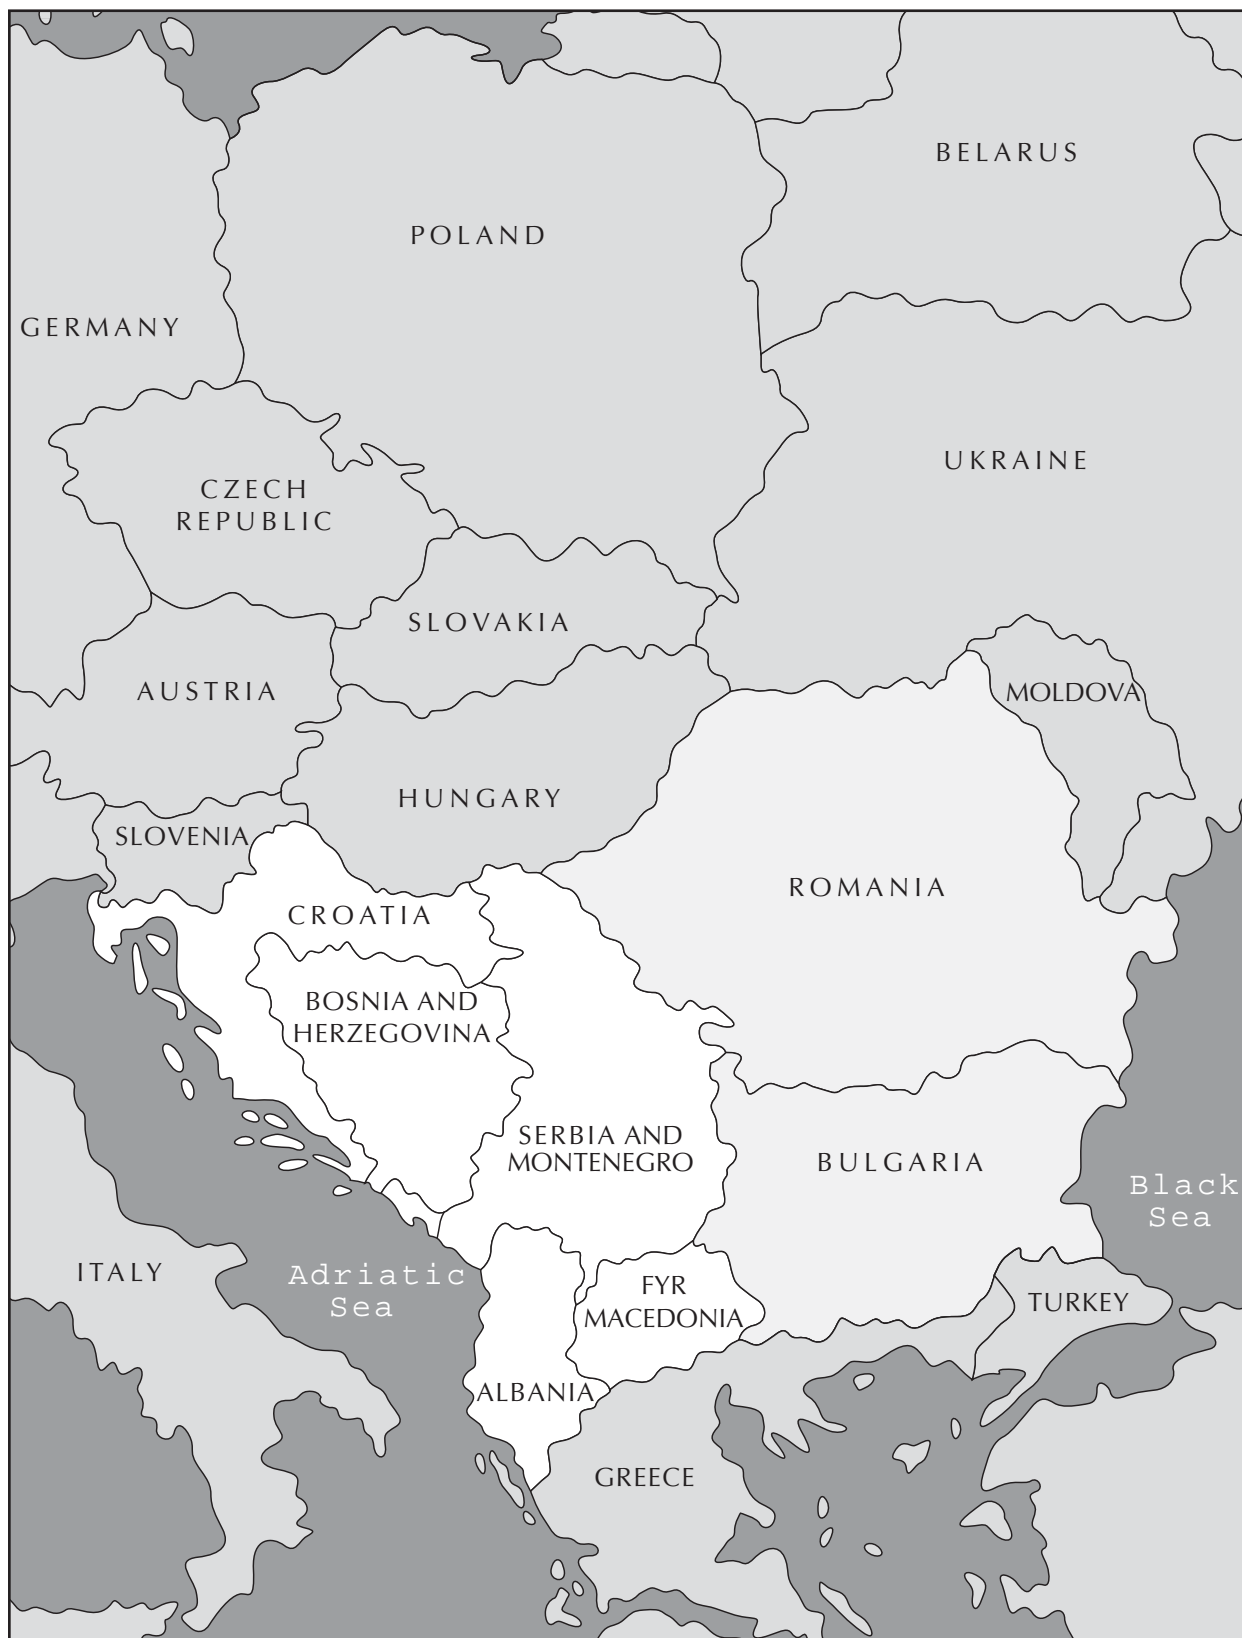 BELARUS
POLAND
GERMANY
UKRAINE
CZECH
REPUBLIC
SLOVAKIA
AUSTRIA
MOLDOVA
HUNGARY
SLOVENIA
ROMANIA
CROATIA
BOSNIA AND
HERZEGOVINA
SERBIA AND
MONTENEGRO
BULGARIA
Black
Sea
ITALY
Adriatic
Sea
FYR
MACEDONIA
TURKEY
ALBANIA
GREECE